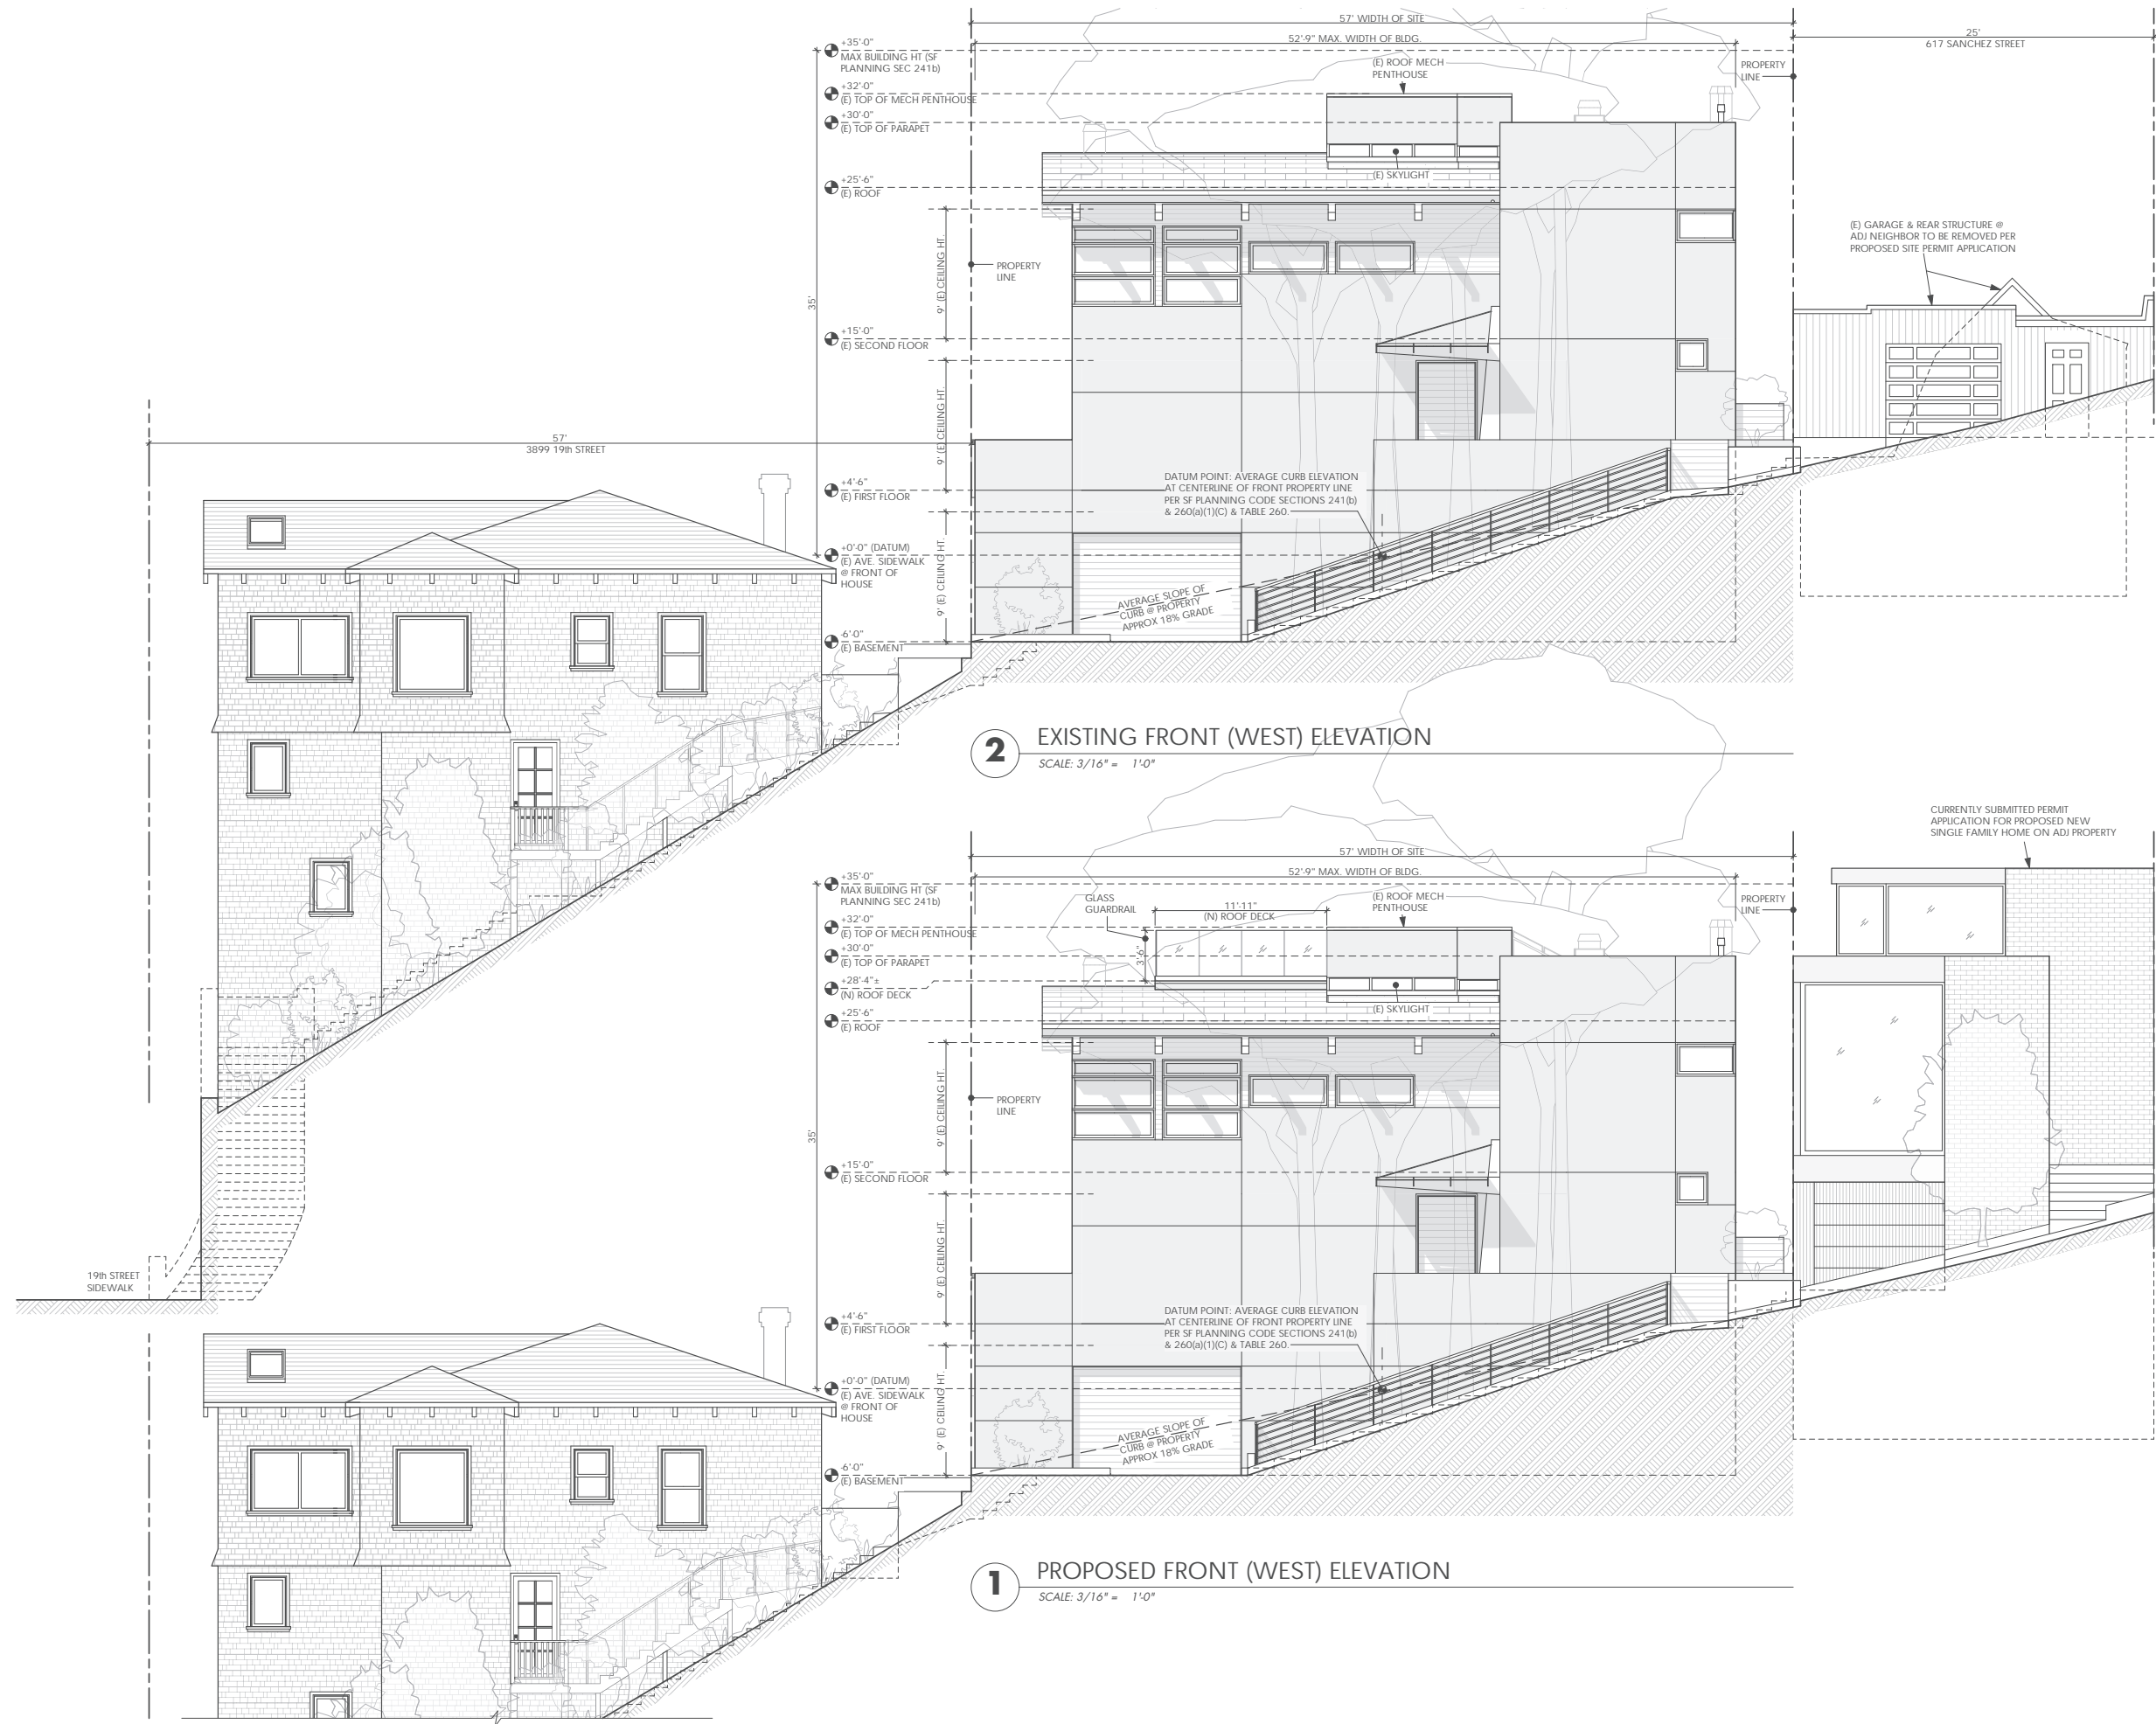 57' WIDTH OF SITE
52'-9" MAX. WIDTH OF BLDG.
25'
617 SANCHEZ STREET
+35'-0"
MAX BUILDING HT (SF
PLANNING SEC 241b)
+32'-0"
(E) TOP OF MECH PENTHOUSE
+30'-0"
(E) TOP OF PARAPET
+25'-6"
(E) ROOF
+15'-0"
(E) SECOND FLOOR
+4'-6"
(E) FIRST FLOOR
+0'-0" (DATUM)
(E) AVE. SIDEWALK
@ FRONT OF
HOUSE
-6'-0"
(E) BASEMENT
35'
9' (E) CEILING HT.
9' (E) CEILING HT.
9' (E) CEILING HT.
PROPERTY
LINE
(E) ROOF MECH
PENTHOUSE
(E) SKYLIGHT
PROPERTY
LINE
(E) GARAGE & REAR STRUCTURE @
ADJ NEIGHBOR TO BE REMOVED PER
PROPOSED SITE PERMIT APPLICATION
DATUM POINT: AVERAGE CURB ELEVATION
AT CENTERLINE OF FRONT PROPERTY LINE
PER SF PLANNING CODE SECTIONS 241(b)
& 260(a)(1)(C) & TABLE 260.
AVERAGE SLOPE OF
CURB @ PROPERTY
APPROX 18% GRADE
57'
3899 19th STREET
2
EXISTING FRONT (WEST) ELEVATION
SCALE: 3/16" = 1'-0"
19th STREET
SIDEWALK
CURRENTLY SUBMITTED PERMIT
APPLICATION FOR PROPOSED NEW
SINGLE FAMILY HOME ON ADJ PROPERTY
57' WIDTH OF SITE
52'-9" MAX. WIDTH OF BLDG.
+35'-0"
MAX BUILDING HT (SF
PLANNING SEC 241b)
+32'-0"
(E) TOP OF MECH PENTHOUSE
+30'-0"
(E) TOP OF PARAPET
+28'-4"±
(N) ROOF DECK
+25'-6"
(E) ROOF
+15'-0"
(E) SECOND FLOOR
+4'-6"
(E) FIRST FLOOR
+0'-0" (DATUM)
(E) AVE. SIDEWALK
@ FRONT OF
HOUSE
-6'-0"
(E) BASEMENT
35'
9' (E) CEILING HT.
9' (E) CEILING HT.
9' (E) CEILING HT.
GLASS
GUARDRAIL
11'-11"
(N) ROOF DECK
3'-6"
(E) ROOF MECH
PENTHOUSE
(E) SKYLIGHT
PROPERTY
LINE
PROPERTY
LINE
DATUM POINT: AVERAGE CURB ELEVATION
AT CENTERLINE OF FRONT PROPERTY LINE
PER SF PLANNING CODE SECTIONS 241(b)
& 260(a)(1)(C) & TABLE 260.
AVERAGE SLOPE OF
CURB @ PROPERTY
APPROX 18% GRADE
1
PROPOSED FRONT (WEST) ELEVATION
SCALE: 3/16" = 1'-0"